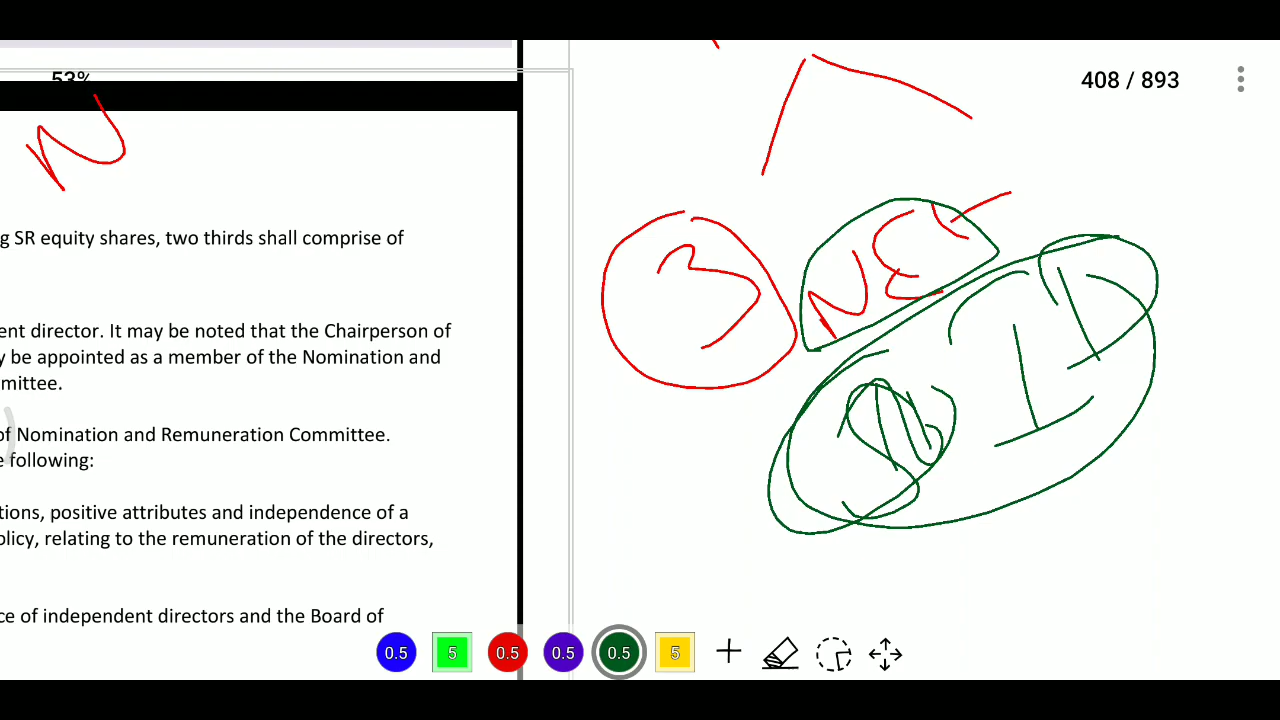 53%
408 / 893
N
g SR equity shares, two thirds shall comprise of
3 NED
ent director. It may be noted that the Chairperson of
y be appointed as a member of the Nomination and
mittee.
ID
of Nomination and Remuneration Committee.
e following:
tions, positive attributes and independence of a
olicy, relating to the remuneration of the directors,
ce of independent directors and the Board of
0.5 5 0.5 0.5 0.5 5